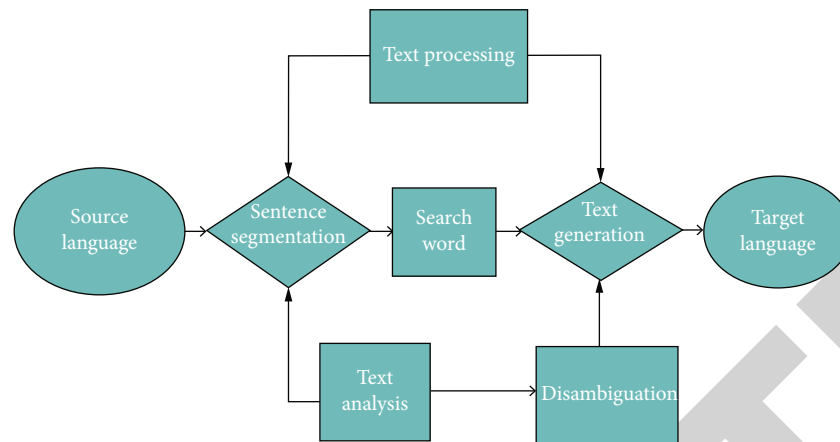 Text processing
Source
language
Sentence
segmentation
Search
word
Text
generation
Target
language
Text
analysis
Disambiguation